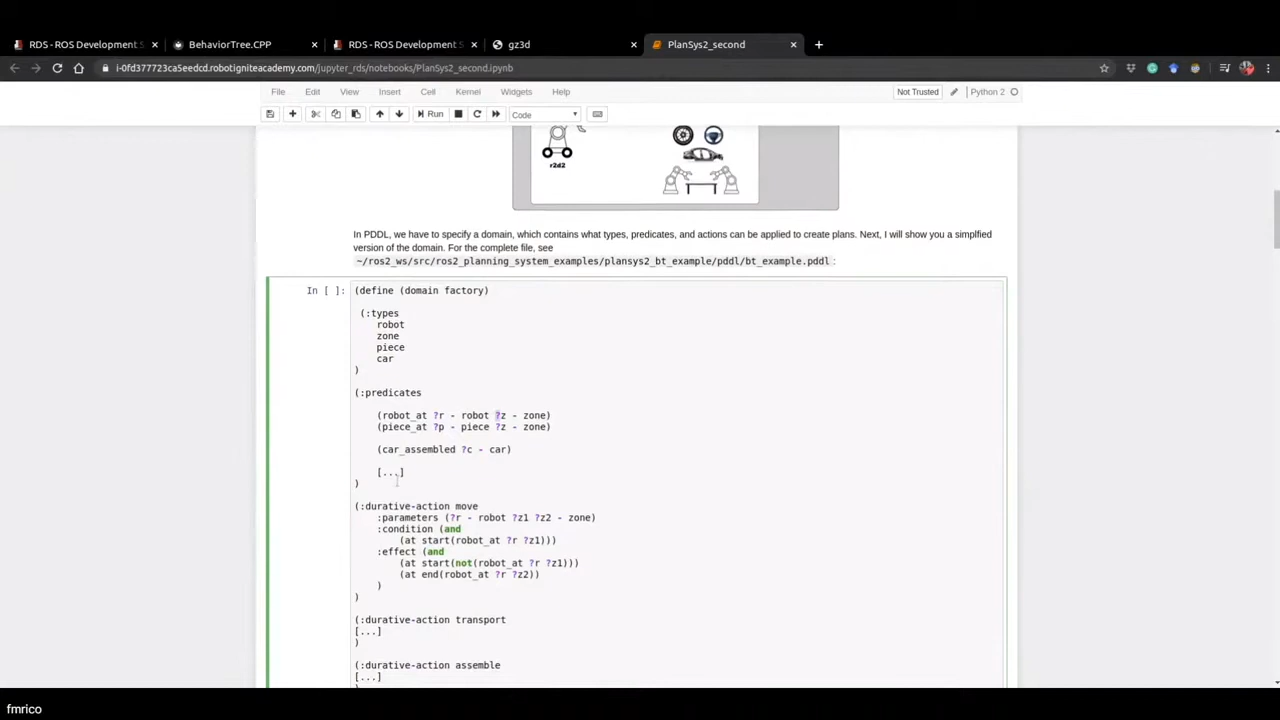 RDS - ROS Development S
BehaviorTree.CPP
RDS - ROS Development S
gz3d
PlanSys2_second
i-0fd377723ca5eedcd.robotigniteacademy.com/jupyter_rds/notebooks/PlanSys2_second.ipynb
File Edit View Insert Cell Kernel Widgets Help
Not Trusted
Python 2
Run
Code
r2d2
In PDDL, we have to specify a domain, which contains what types, predicates, and actions can be applied to create plans. Next, I will show you a simplfied
version of the domain. For the complete file, see
~/ros2_ws/src/ros2_planning_system_examples/plansys2_bt_example/pddl/bt_example.pddl :
In [ ]:
(define (domain factory)
(:types
robot
zone
piece
car
)
(:predicates
(robot_at ?r - robot ?z - zone)
(piece_at ?p - piece ?z - zone)
(car_assembled ?c - car)
[...]
)
(:durative-action move
:parameters (?r - robot ?z1 ?z2 - zone)
:condition (and
(at start(robot_at ?r ?z1)))
:effect (and
(at start(not(robot_at ?r ?z1)))
(at end(robot_at ?r ?z2))
)
)
(:durative-action transport
[...]
)
(:durative-action assemble
[...]
fmrico